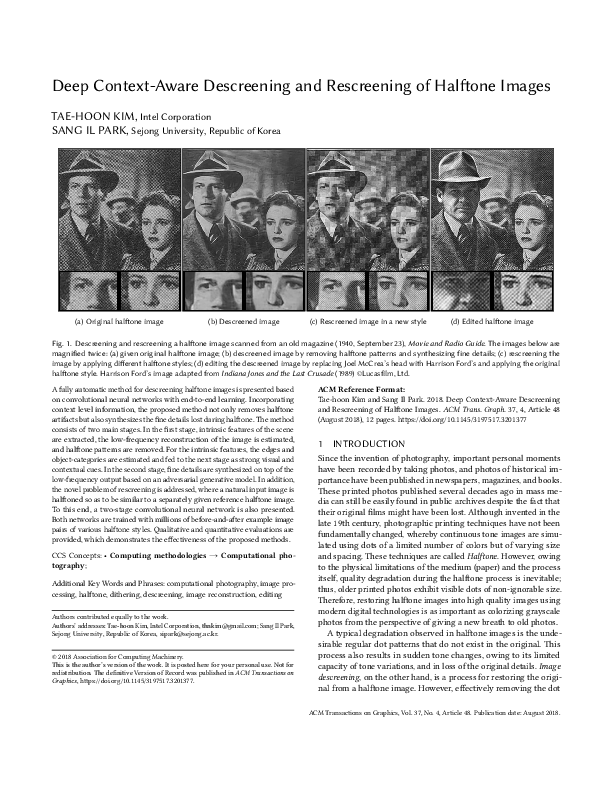 Deep Context-Aware Descreening and Rescreening of Halftone Images
TAE-HOON KIM, Intel Corporation
SANG IL PARK, Sejong University, Republic of Korea
(a) Original halftone image
(b) Descreened image
(c) Rescreened image in a new style
(d) Edited halftone image
Fig. 1. Descreening and rescreening a halftone image scanned from an old magazine (1940, September 23), Movie and Radio Guide. The images below are
magnified twice: (a) given original halftone image; (b) descreened image by removing halftone patterns and synthesizing fine details; (c) rescreening the
image by applying different halftone styles; (d) editing the descreened image by replacing Joel McCrea's head with Harrison Ford's and applying the original
halftone style. Harrison Ford's image adapted from Indiana Jones and the Last Crusade (1989) ©Lucasfilm, Ltd.
A fully automatic method for descreening halftone images is presented based
on convolutional neural networks with end-to-end learning. Incorporating
context level information, the proposed method not only removes halftone
artifacts but also synthesizes the fine details lost during halftone. The method
consists of two main stages. In the first stage, intrinsic features of the scene
are extracted, the low-frequency reconstruction of the image is estimated,
and halftone patterns are removed. For the intrinsic features, the edges and
object-categories are estimated and fed to the next stage as strong visual and
contextual cues. In the second stage, fine details are synthesized on top of the
low-frequency output based on an adversarial generative model. In addition,
the novel problem of rescreening is addressed, where a natural input image is
halftoned so as to be similar to a separately given reference halftone image.
To this end, a two-stage convolutional neural network is also presented.
Both networks are trained with millions of before-and-after example image
pairs of various halftone styles. Qualitative and quantitative evaluations are
provided, which demonstrates the effectiveness of the proposed methods.
CCS Concepts: • Computing methodologies → Computational pho-
tography;
Additional Key Words and Phrases: computational photography, image pro-
cessing, halftone, dithering, descreening, image reconstruction, editing
Authors contributed equally to the work.
Authors' addresses: Tae-hoon Kim, Intel Corporation, thnkim@gmail.com; Sang Il Park,
Sejong University, Republic of Korea, sipark@sejong.ac.kr.
© 2018 Association for Computing Machinery.
This is the author's version of the work. It is posted here for your personal use. Not for
redistribution. The definitive Version of Record was published in ACM Transactions on
Graphics, https://doi.org/10.1145/3197517.3201377.
ACM Reference Format:
Tae-hoon Kim and Sang Il Park. 2018. Deep Context-Aware Descreening
and Rescreening of Halftone Images. ACM Trans. Graph. 37, 4, Article 48
(August 2018), 12 pages. https://doi.org/10.1145/3197517.3201377
1 INTRODUCTION
Since the invention of photography, important personal moments
have been recorded by taking photos, and photos of historical im-
portance have been published in newspapers, magazines, and books.
These printed photos published several decades ago in mass me-
dia can still be easily found in public archives despite the fact that
their original films might have been lost. Although invented in the
late 19th century, photographic printing techniques have not been
fundamentally changed, whereby continuous tone images are simu-
lated using dots of a limited number of colors but of varying size
and spacing. These techniques are called Halftone. However, owing
to the physical limitations of the medium (paper) and the process
itself, quality degradation during the halftone process is inevitable;
thus, older printed photos exhibit visible dots of non-ignorable size.
Therefore, restoring halftone images into high quality images using
modern digital technologies is as important as colorizing grayscale
photos from the perspective of giving a new breath to old photos.
A typical degradation observed in halftone images is the unde-
sirable regular dot patterns that do not exist in the original. This
process also results in sudden tone changes, owing to its limited
capacity of tone variations, and in loss of the original details. Image
descreening, on the other hand, is a process for restoring the origi-
nal from a halftone image. However, effectively removing the dot
ACM Transactions on Graphics, Vol. 37, No. 4, Article 48. Publication date: August 2018.